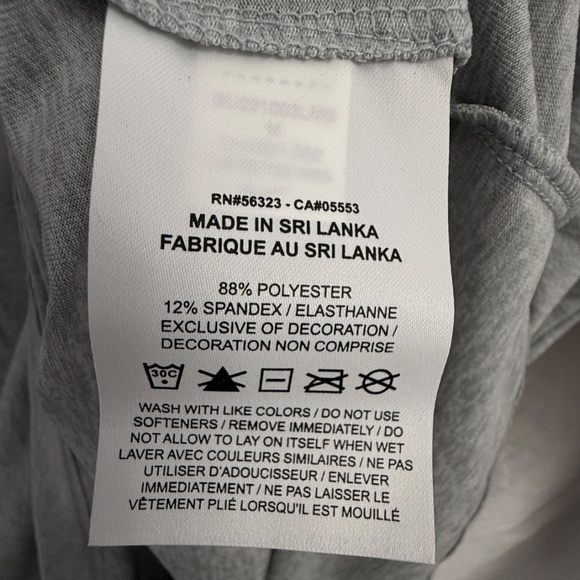 RN#56323 - CA#05553
MADE IN SRI LANKA
FABRIQUE AU SRI LANKA
88% POLYESTER
12% SPANDEX / ELASTHANNE
EXCLUSIVE OF DECORATION /
DECORATION NON COMPRISE
30C
WASH WITH LIKE COLORS / DO NOT USE
SOFTENERS / REMOVE IMMEDIATELY / DO
NOT ALLOW TO LAY ON ITSELF WHEN WET
LAVER AVEC COULEURS SIMILAIRES / NE PAS
UTILISER D'ADOUCISSEUR / ENLEVER
IMMEDIATEMENT / NE PAS LAISSER LE
VÊTEMENT PLIÉ LORSQU'IL EST MOUILLÉ